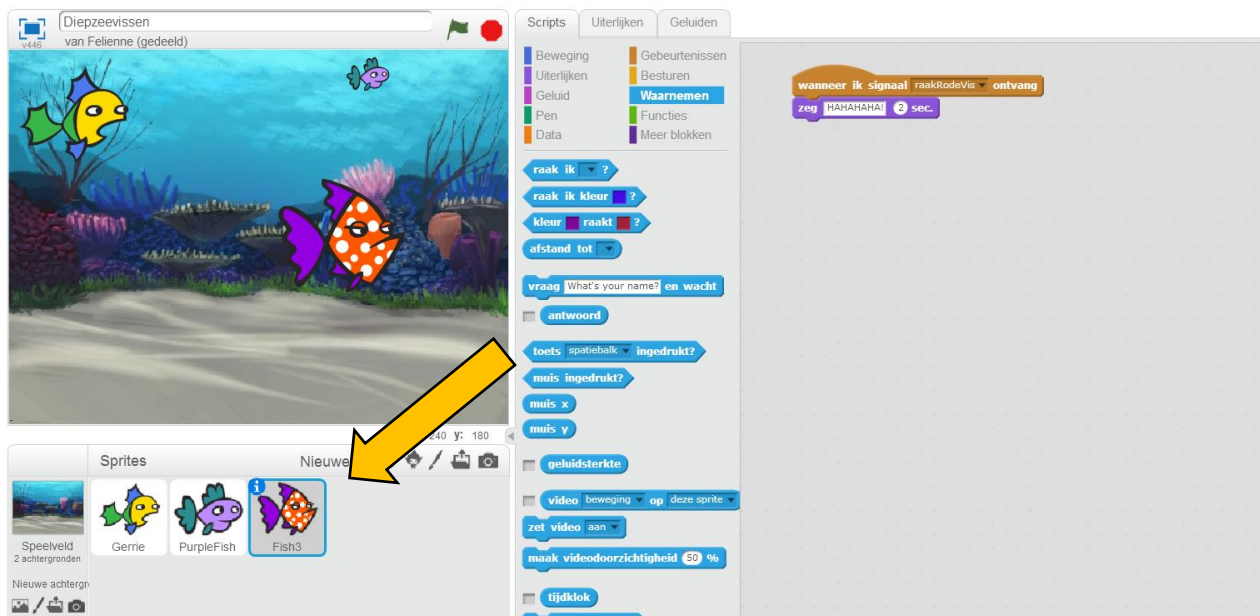 Diepzeevissen
van Felienne (gedeeld)
v446
240 y: 180
Sprites
Nieuwe
Speelveld
2 achtergronden
Nieuwe achtergr
Gerrie
PurpleFish
Fish3
Scripts
Uiterlijken
Geluiden
Beweging
Gebeurtenissen
Uiterlijken
Besturen
Geluid
Waarnemen
Pen
Functies
Data
Meer blokken
raak ik ?
raak ik kleur ?
kleur raakt ?
afstand tot
vraag What's your name? en wacht
antwoord
toets spatiebalk ingedrukt?
muis ingedrukt?
muis x
muis y
geluidsterkte
video beweging op deze sprite
zet video aan
maak videodoorzichtigheid 50 %
tijdklok
wanneer ik signaal raakRodeVis ontvang
zeg HAHAHAHA! 2 sec.